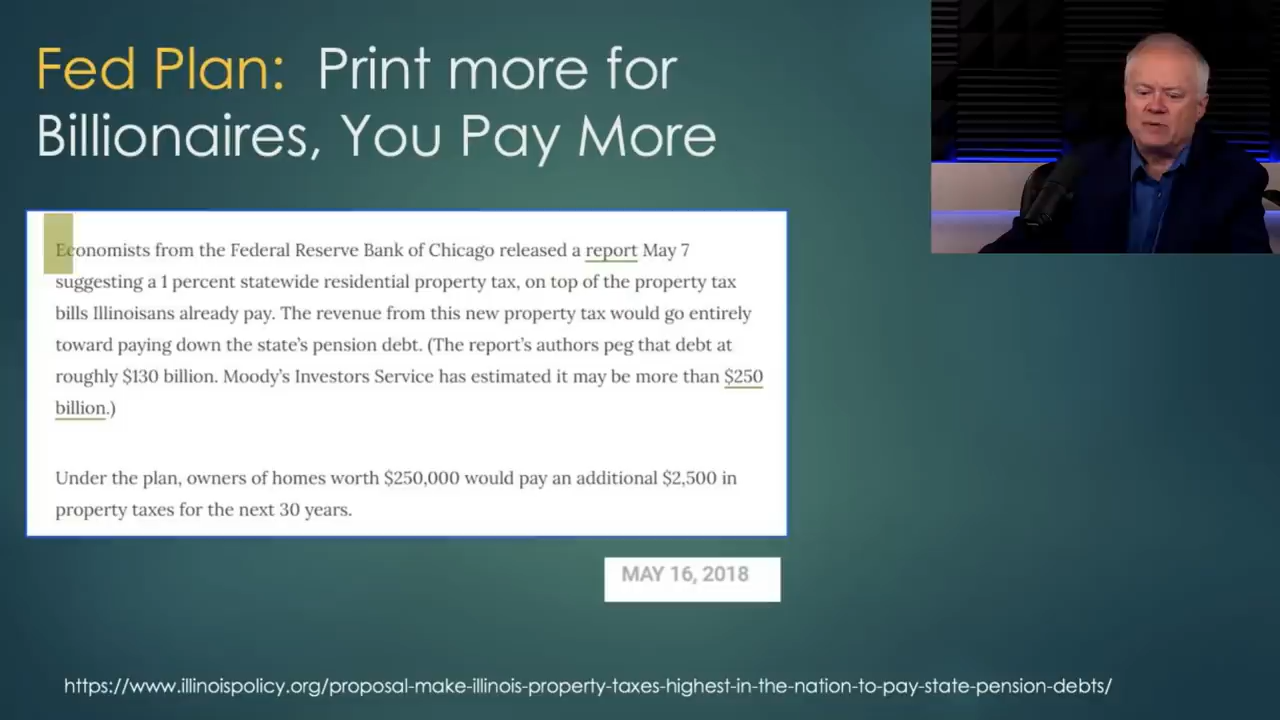 Fed Plan: Print more for
Billionaires, You Pay More
Economists from the Federal Reserve Bank of Chicago released a report May 7
suggesting a 1 percent statewide residential property tax, on top of the property tax
bills Illinoisans already pay. The revenue from this new property tax would go entirely
toward paying down the state’s pension debt. (The report’s authors peg that debt at
roughly $130 billion. Moody’s Investors Service has estimated it may be more than $250
billion.)
Under the plan, owners of homes worth $250,000 would pay an additional $2,500 in
property taxes for the next 30 years.
MAY 16, 2018
https://www.illinoispolicy.org/proposal-make-illinois-property-taxes-highest-in-the-nation-to-pay-state-pension-debts/